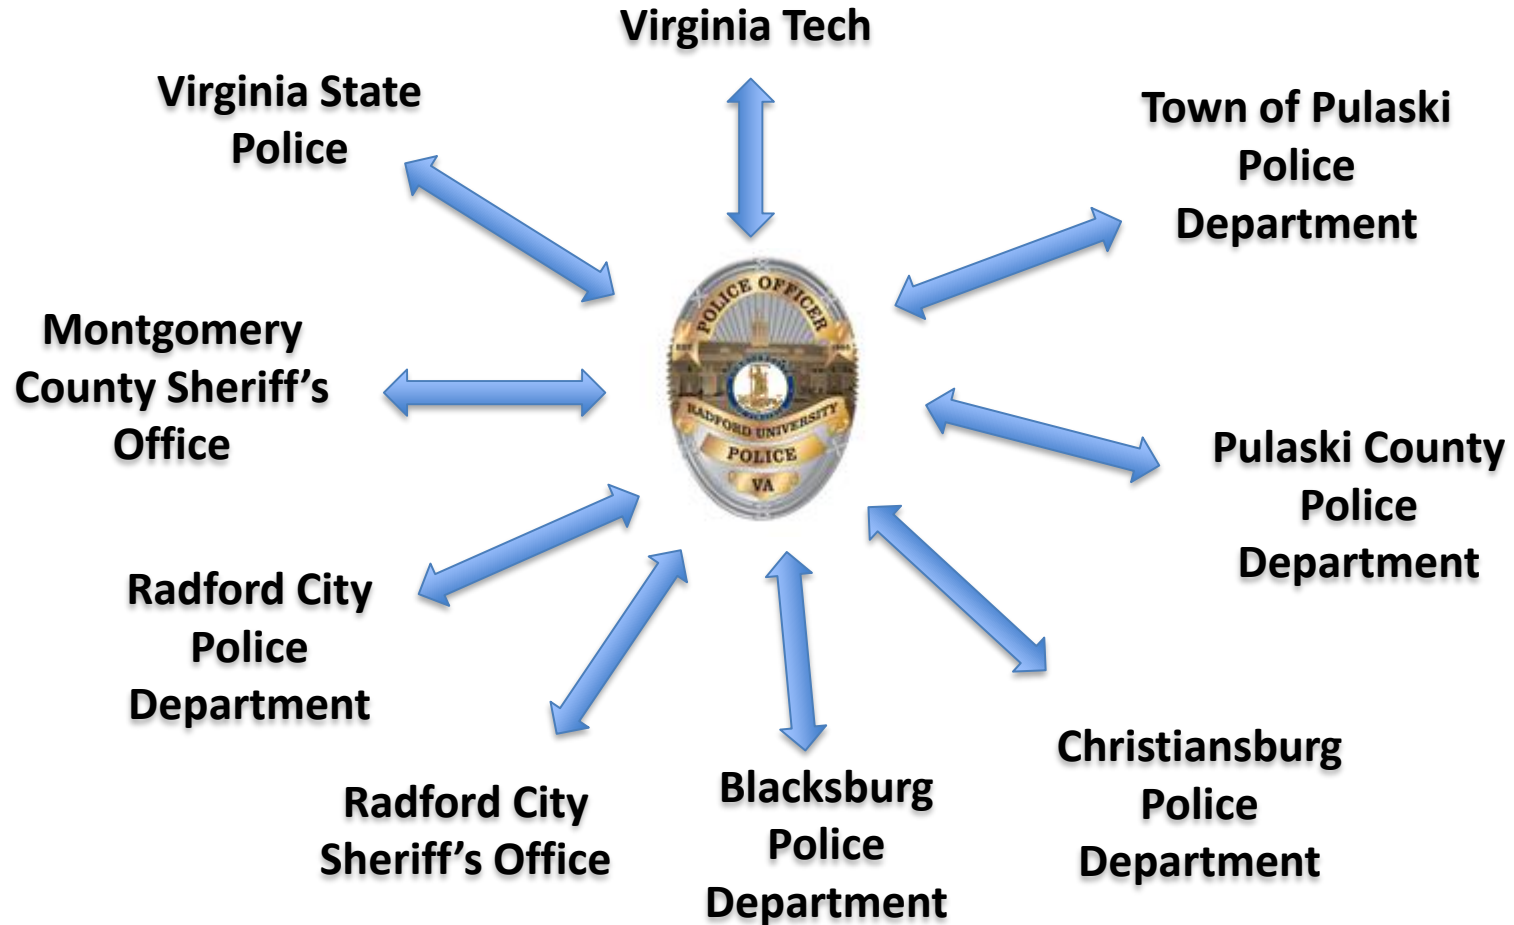 Virginia Tech
Virginia State
Police
Town of Pulaski
Police
Department
Montgomery
County Sheriff’s
Office
POLICE OFFICER
RADFORD UNIVERSITY
POLICE
VA
Pulaski County
Police
Department
Radford City
Police
Department
Radford City
Sheriff’s Office
Blacksburg
Police
Department
Christiansburg
Police
Department